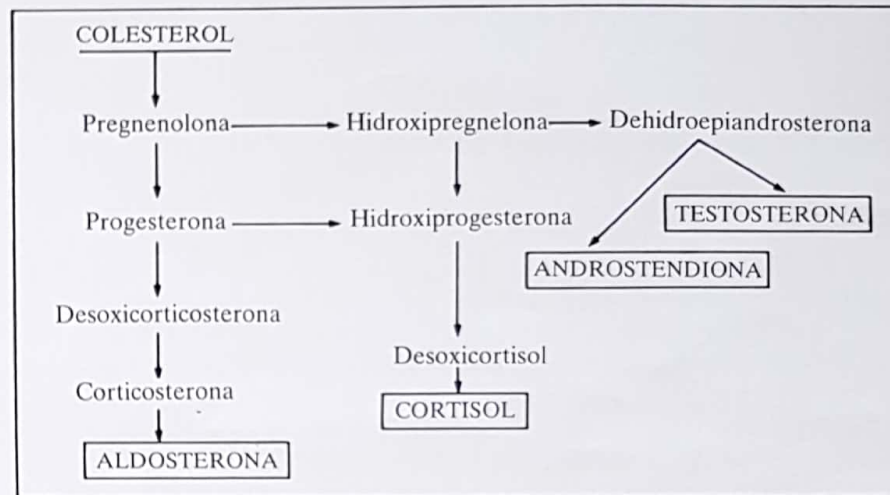 COLESTEROL
Pregnenolona Hidroxipregnelona Dehidroepiandrosterona
Progesterona Hidroxiprogesterona TESTOSTERONA
ANDROSTENDIONA
Desoxicorticosterona
Desoxicortisol
Corticosterona
CORTISOL
ALDOSTERONA